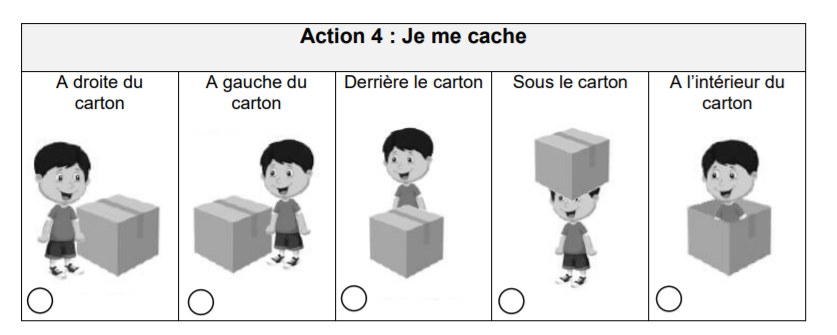 Action 4 : Je me cache
A droite du
carton
A gauche du
carton
Derrière le carton
Sous le carton
A l'intérieur du
carton